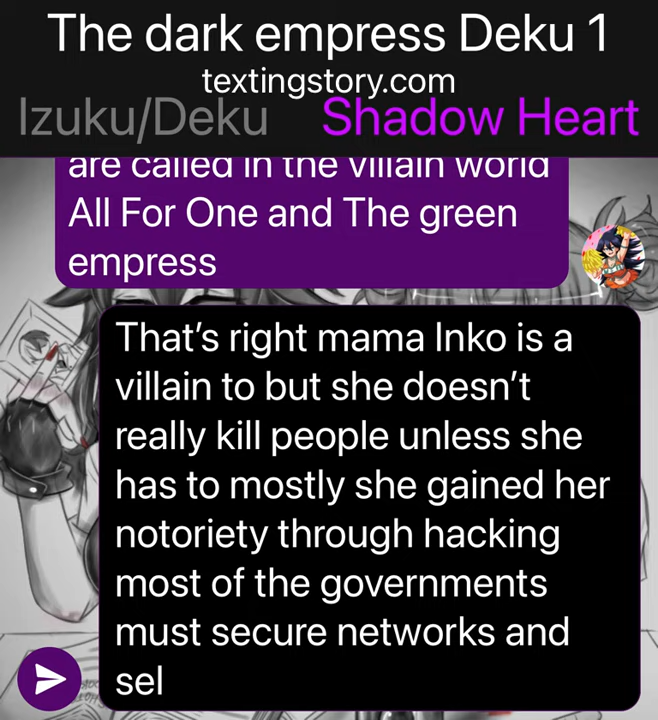 The dark empress Deku 1
textingstory.com
Izuku/Deku Shadow Heart
are called in the villain world
All For One and The green
empress
That's right mama Inko is a
villain to but she doesn't
really kill people unless she
has to mostly she gained her
notoriety through hacking
most of the governments
must secure networks and
sel